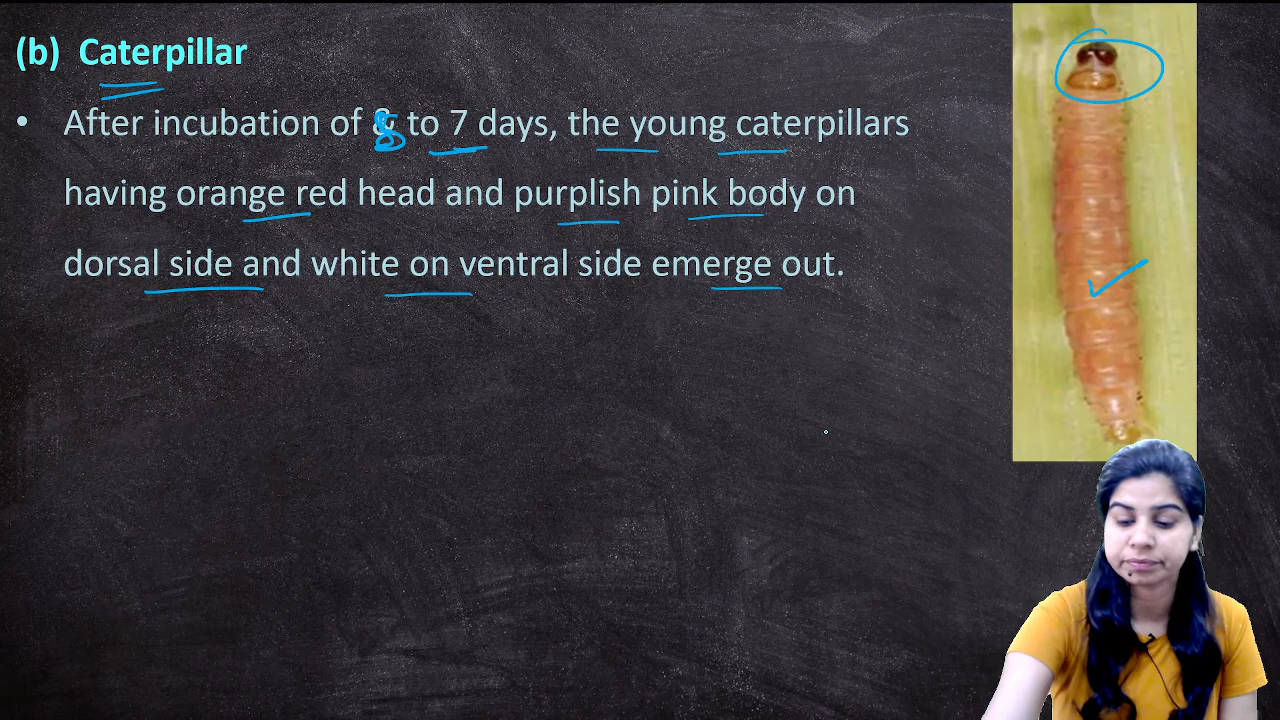 (b) Caterpillar
• After incubation of to 7 days, the young caterpillars
having orange red head and purplish pink body on
dorsal side and white on ventral side emerge out.